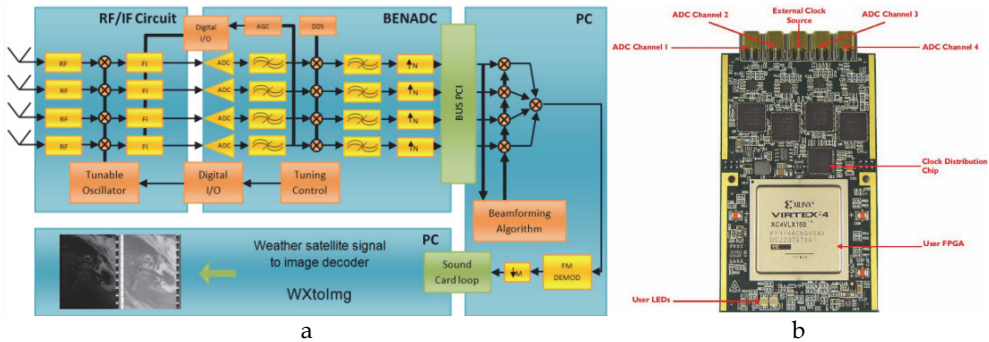 RF/IF Circuit
BENADC
PC
Digital
I/O
AGC
DDS
RF
FI
ADC
↑N
RF
FI
ADC
↑N
RF
FI
ADC
↑N
RF
FI
ADC
↑N
BUS PCI
Tunable
Oscillator
Digital
I/O
Tuning
Control
Beamforming
Algorithm
PC
Weather satellite signal
to image decoder
WXtoImg
Sound
Card loop
↓M
FM
DEMOD
a
External Clock
Source
ADC Channel 2
ADC Channel 3
ADC Channel 1
ADC Channel 4
Clock Distribution
Chip
XILINX
VIRTEX-4
XC4VLX160
User FPGA
User LEDs
b